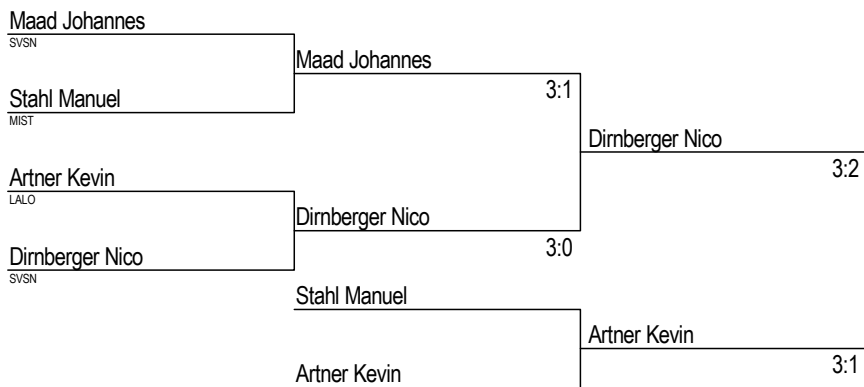 Maad Johannes
SVSN
Maad Johannes
3:1
Stahl Manuel
MIST
Dirnberger Nico
3:2
Artner Kevin
LALO
Dirnberger Nico
3:0
Dirnberger Nico
SVSN
Stahl Manuel
Artner Kevin
3:1
Artner Kevin